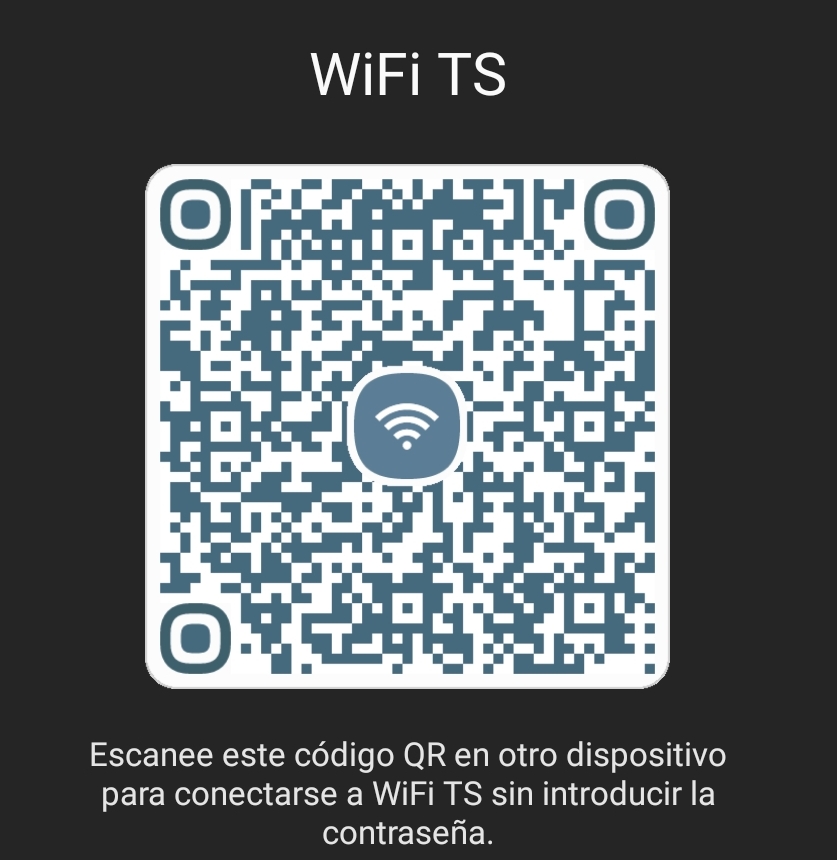 WiFi TS
Escanee este código QR en otro dispositivo
para conectarse a WiFi TS sin introducir la
contraseña.